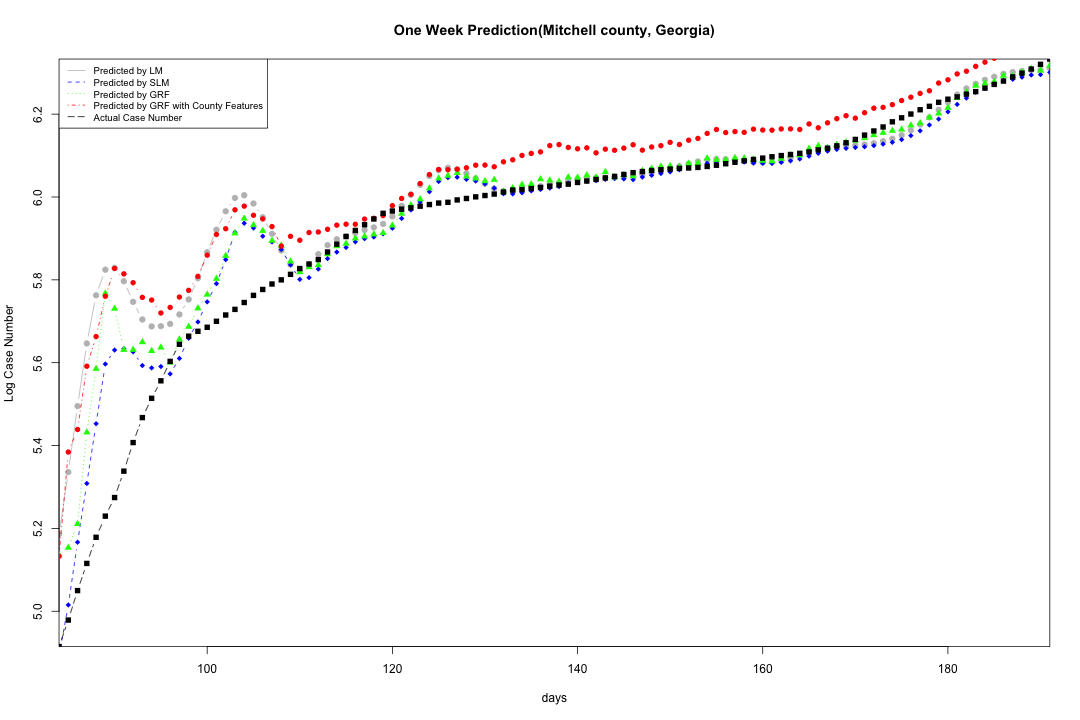 One Week Prediction(Mitchell county, Georgia)
Predicted by LM
Predicted by SLM
Predicted by GRF
Predicted by GRF with County Features
Actual Case Number
Log Case Number
6.2
6.0
5.8
5.6
5.4
5.2
5.0
100 120 140 160 180
days